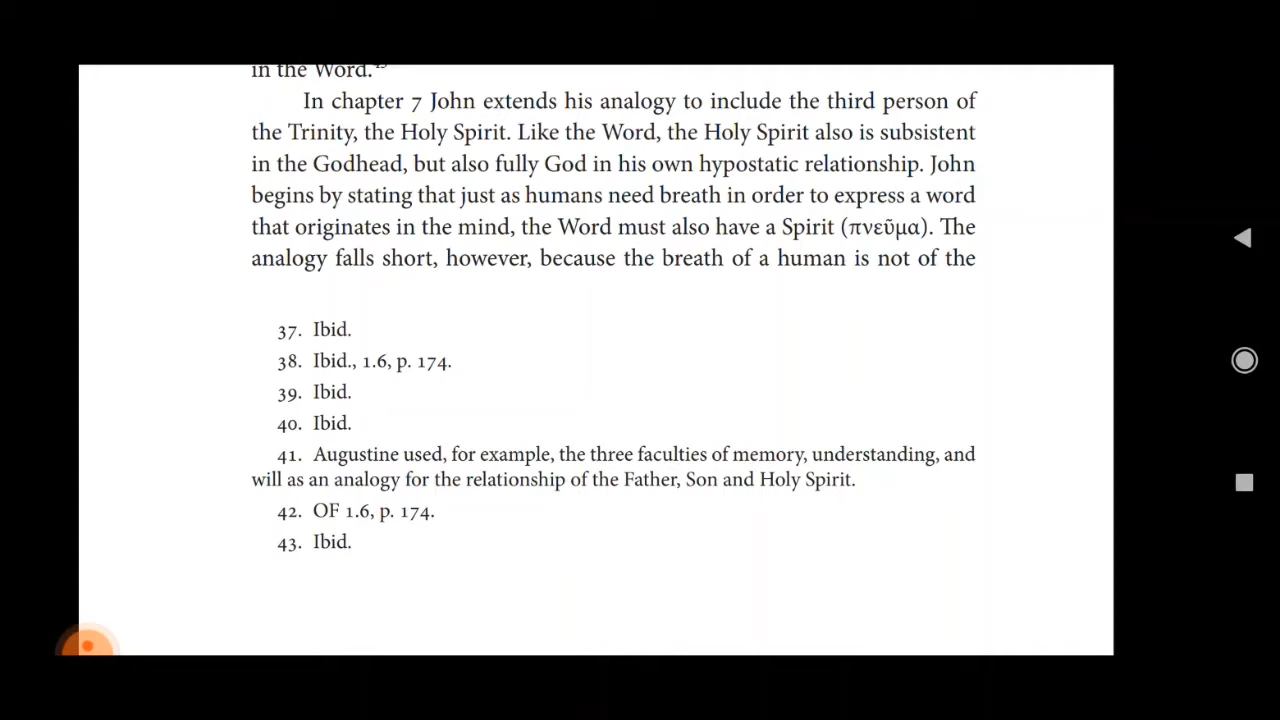 in the Word.⁴³
In chapter 7 John extends his analogy to include the third person of
the Trinity, the Holy Spirit. Like the Word, the Holy Spirit also is subsistent
in the Godhead, but also fully God in his own hypostatic relationship. John
begins by stating that just as humans need breath in order to express a word
that originates in the mind, the Word must also have a Spirit (πνεῦμα). The
analogy falls short, however, because the breath of a human is not of the
37. Ibid.
38. Ibid., 1.6, p. 174.
39. Ibid.
40. Ibid.
41. Augustine used, for example, the three faculties of memory, understanding, and
will as an analogy for the relationship of the Father, Son and Holy Spirit.
42. OF 1.6, p. 174.
43. Ibid.